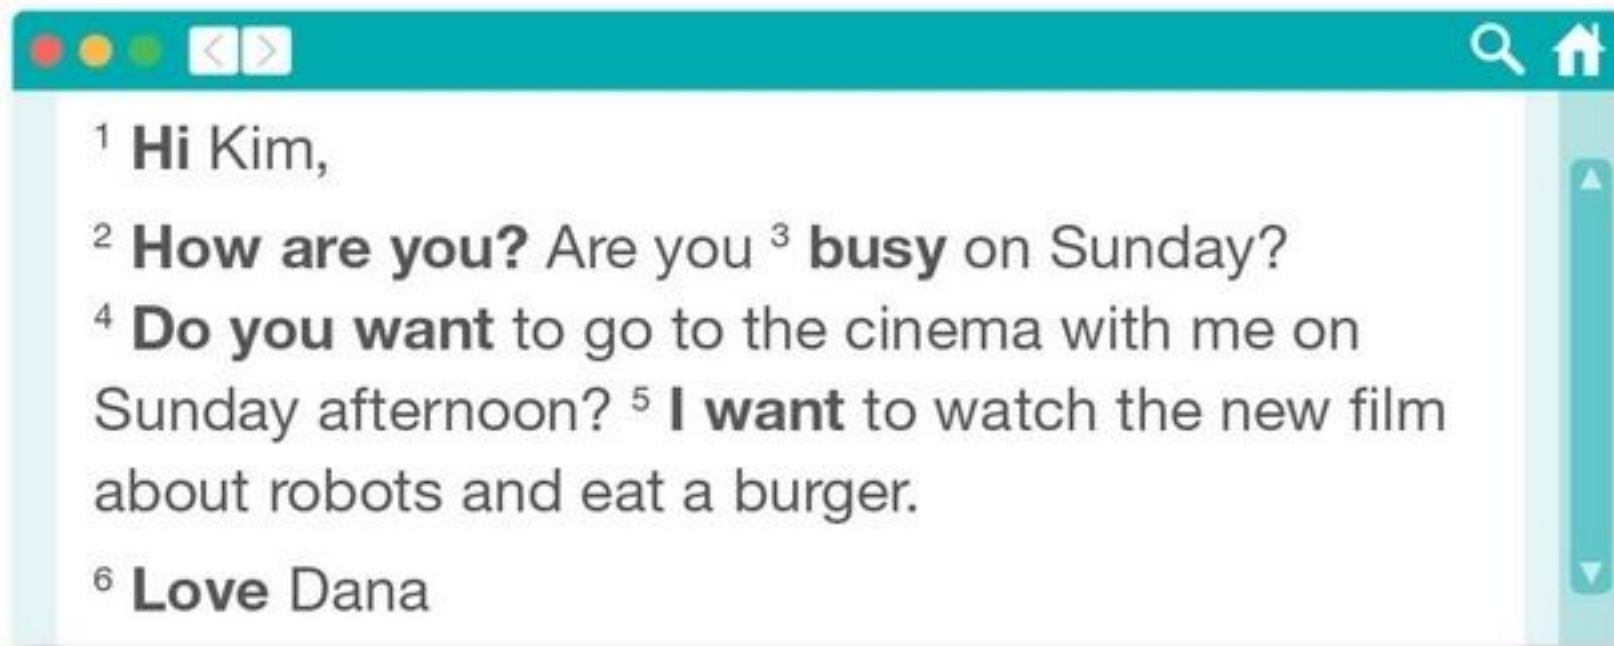 1 Hi Kim,
2 How are you? Are you 3 busy on Sunday?
4 Do you want to go to the cinema with me on
Sunday afternoon? 5 I want to watch the new film
about robots and eat a burger.
6 Love Dana